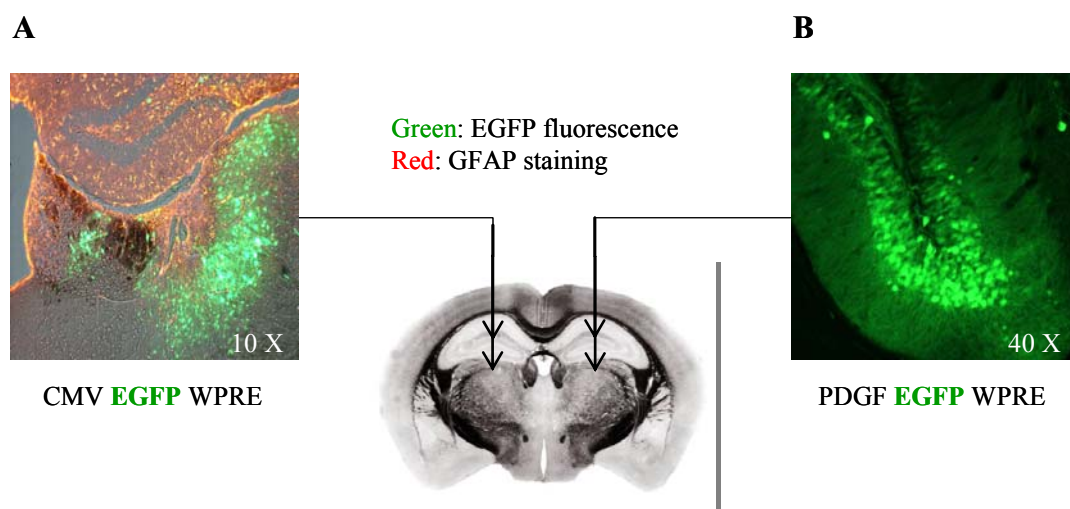 A
B
Green: EGFP fluorescence
Red: GFAP staining
10 X
40 X
CMV EGFP WPRE
PDGF EGFP WPRE